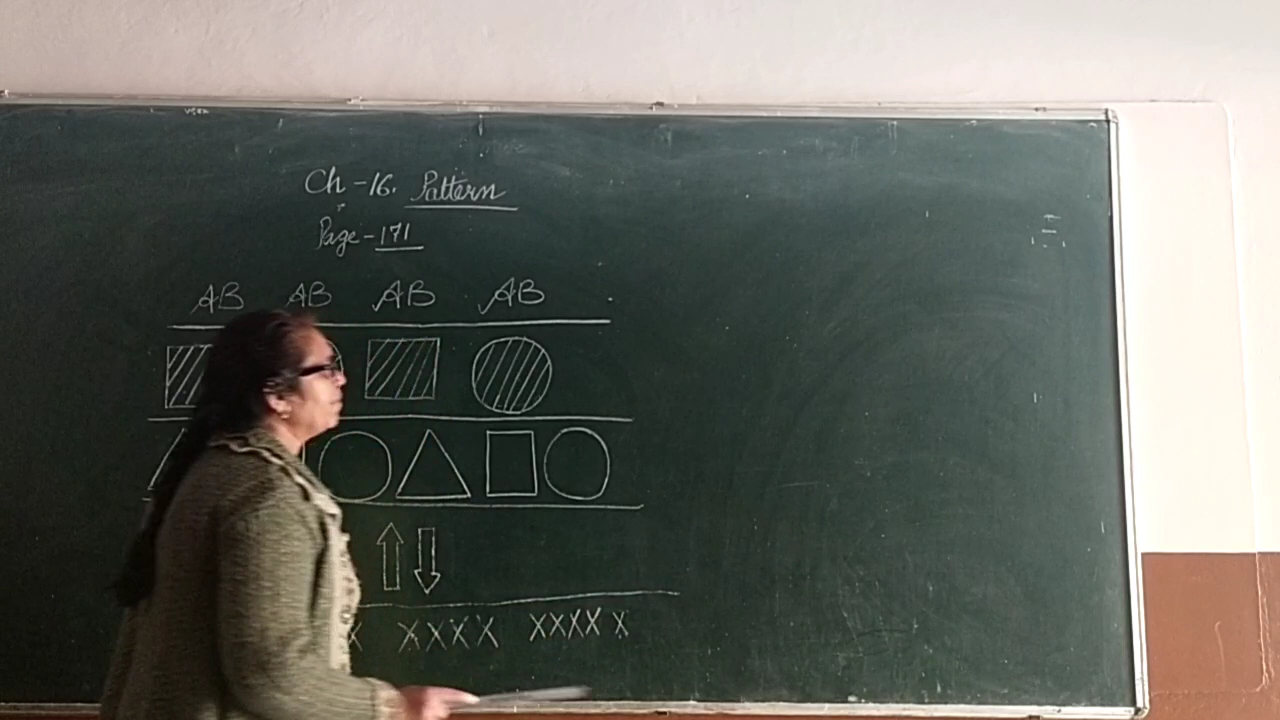 Ch-16. Pattern
Page-171
AB AB AB AB
X XXXX XXXXX